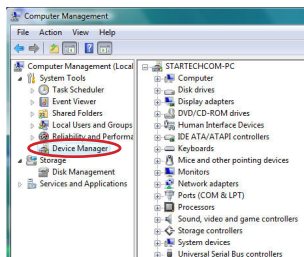 Computer Management
File Action View Help
Computer Management (Local
System Tools
Task Scheduler
Event Viewer
Shared Folders
Local Users and Groups
Reliability and Performa
Device Manager
Storage
Disk Management
Services and Applications
STARTECHCOM-PC
Computer
Disk drives
Display adapters
DVD/CD-ROM drives
Human Interface Devices
IDE ATA/ATAPI controllers
Keyboards
Mice and other pointing devices
Monitors
Network adapters
Ports (COM & LPT)
Processors
Sound, video and game controllers
Storage controllers
System devices
Universal Serial Bus controllers